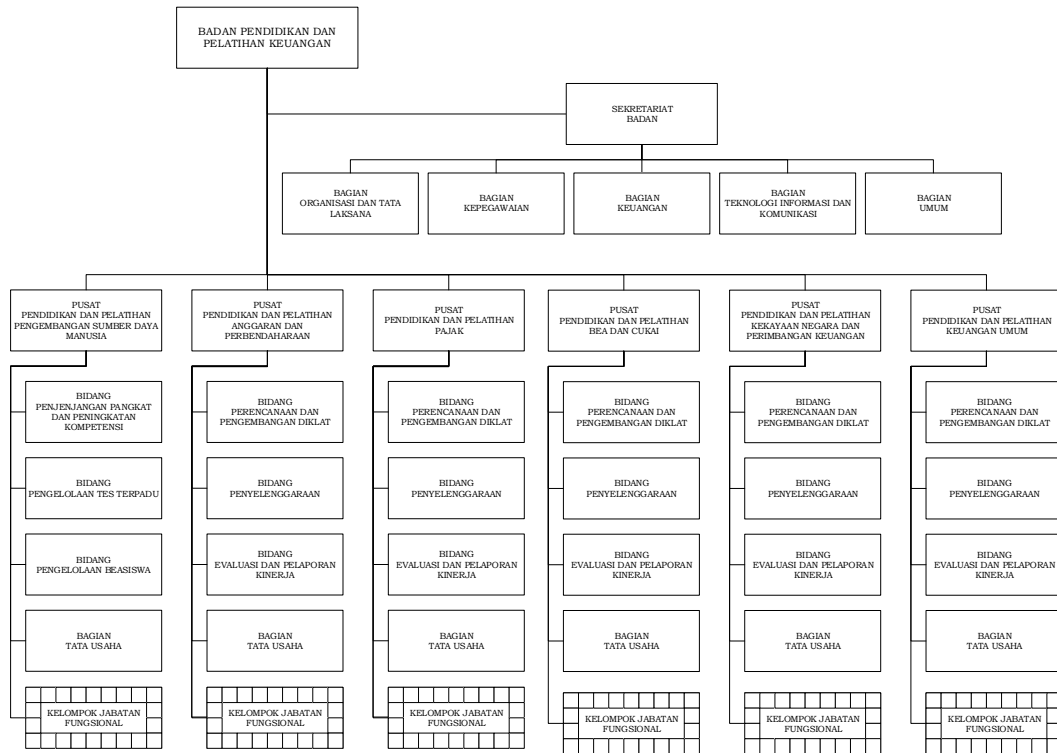 BADAN PENDIDIKAN DAN
PELATIHAN KEUANGAN
SEKRETARIAT
BADAN
BAGIAN
ORGANISASI DAN TATA
LAKSANA
BAGIAN
KEPEGAWAIAN
BAGIAN
KEUANGAN
BAGIAN
TEKNOLOGI INFORMASI DAN
KOMUNIKASI
BAGIAN
UMUM
PUSAT
PENDIDIKAN DAN PELATIHAN
PENGEMBANGAN SUMBER DAYA
MANUSIA
PUSAT
PENDIDIKAN DAN PELATIHAN
ANGGARAN DAN
PERBENDAHARAAN
PUSAT
PENDIDIKAN DAN PELATIHAN
PAJAK
PUSAT
PENDIDIKAN DAN PELATIHAN
BEA DAN CUKAI
PUSAT
PENDIDIKAN DAN PELATIHAN
KEKAYAAN NEGARA DAN
PERIMBANGAN KEUANGAN
PUSAT
PENDIDIKAN DAN PELATIHAN
KEUANGAN UMUM
BIDANG
PENJENJANGAN PANGKAT
DAN PENINGKATAN
KOMPETENSI
BIDANG
PERENCANAAN DAN
PENGEMBANGAN DIKLAT
BIDANG
PERENCANAAN DAN
PENGEMBANGAN DIKLAT
BIDANG
PERENCANAAN DAN
PENGEMBANGAN DIKLAT
BIDANG
PERENCANAAN DAN
PENGEMBANGAN DIKLAT
BIDANG
PERENCANAAN DAN
PENGEMBANGAN DIKLAT
BIDANG
PENGELOLAAN TES TERPADU
BIDANG
PENYELENGGARAAN
BIDANG
PENYELENGGARAAN
BIDANG
PENYELENGGARAAN
BIDANG
PENYELENGGARAAN
BIDANG
PENYELENGGARAAN
BIDANG
PENGELOLAAN BEASISWA
BIDANG
EVALUASI DAN PELAPORAN
KINERJA
BIDANG
EVALUASI DAN PELAPORAN
KINERJA
BIDANG
EVALUASI DAN PELAPORAN
KINERJA
BIDANG
EVALUASI DAN PELAPORAN
KINERJA
BIDANG
EVALUASI DAN PELAPORAN
KINERJA
BAGIAN
TATA USAHA
BAGIAN
TATA USAHA
BAGIAN
TATA USAHA
BAGIAN
TATA USAHA
BAGIAN
TATA USAHA
BAGIAN
TATA USAHA
KELOMPOK JABATAN
FUNGSIONAL
KELOMPOK JABATAN
FUNGSIONAL
KELOMPOK JABATAN
FUNGSIONAL
KELOMPOK JABATAN
FUNGSIONAL
KELOMPOK JABATAN
FUNGSIONAL
KELOMPOK JABATAN
FUNGSIONAL